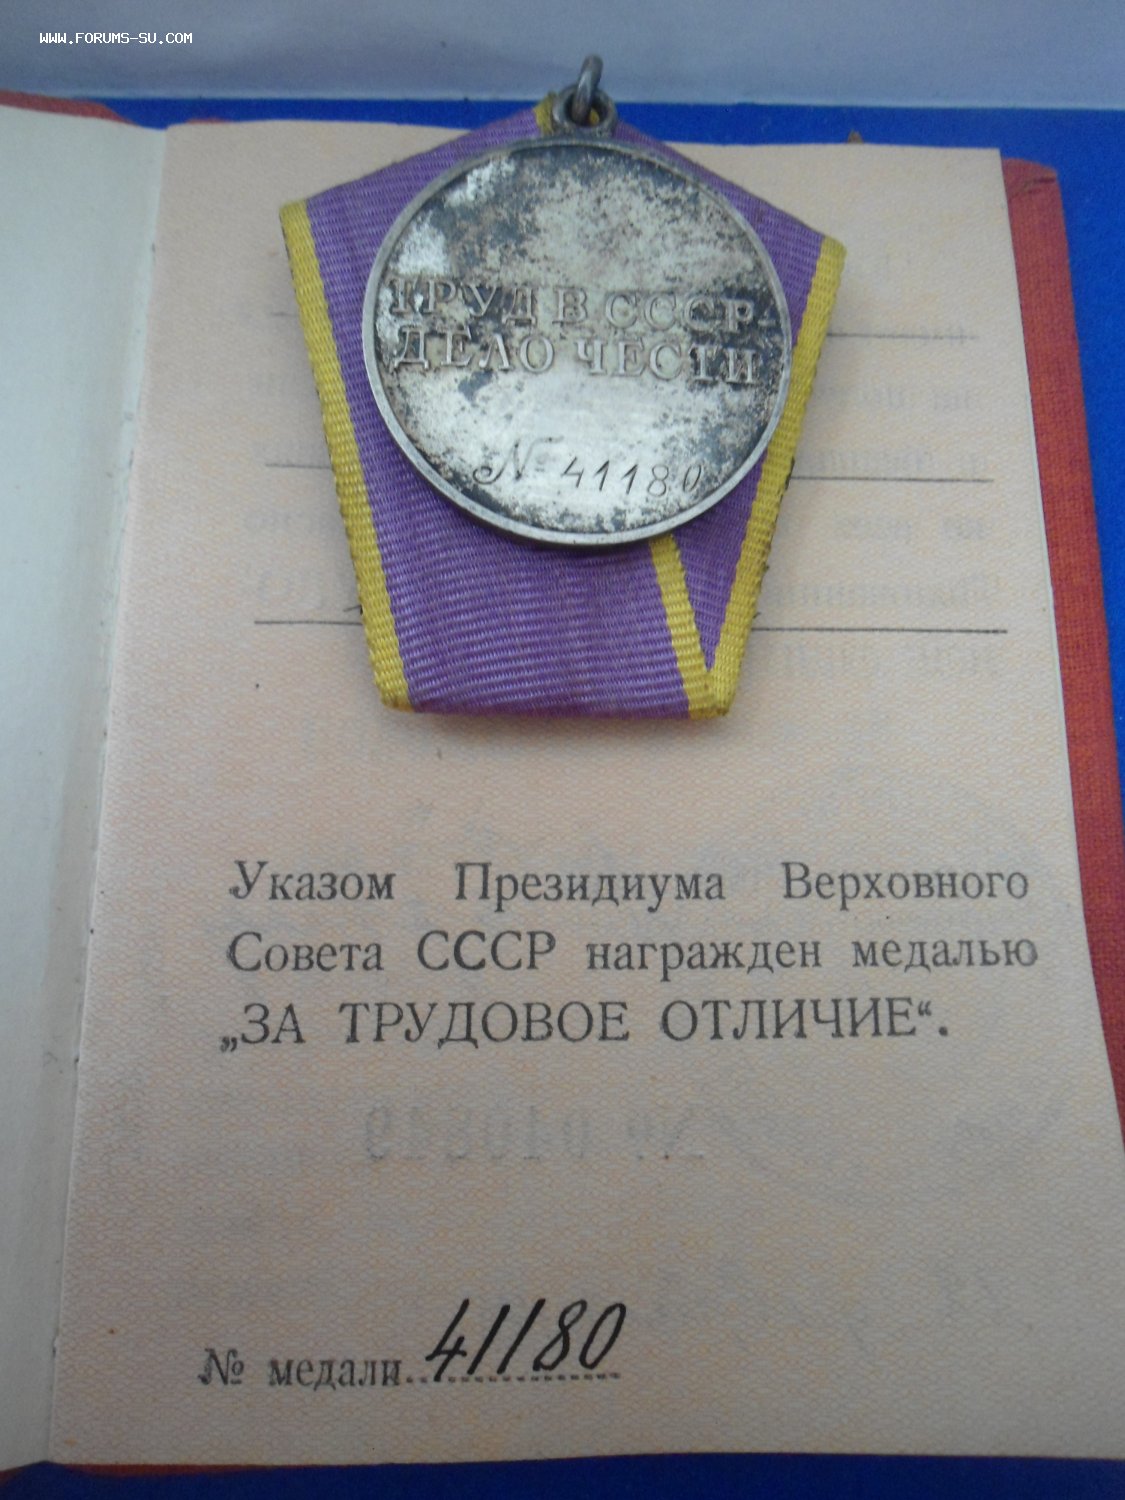 WWW.FORUMS-SU.COM
ТРУД В СССР
ДЕЛО ЧЕСТИ
№ 41180
Указом Президиума Верховного
Совета СССР награжден медалью
„ЗА ТРУДОВОЕ ОТЛИЧИЕ“.
№ медали 41180